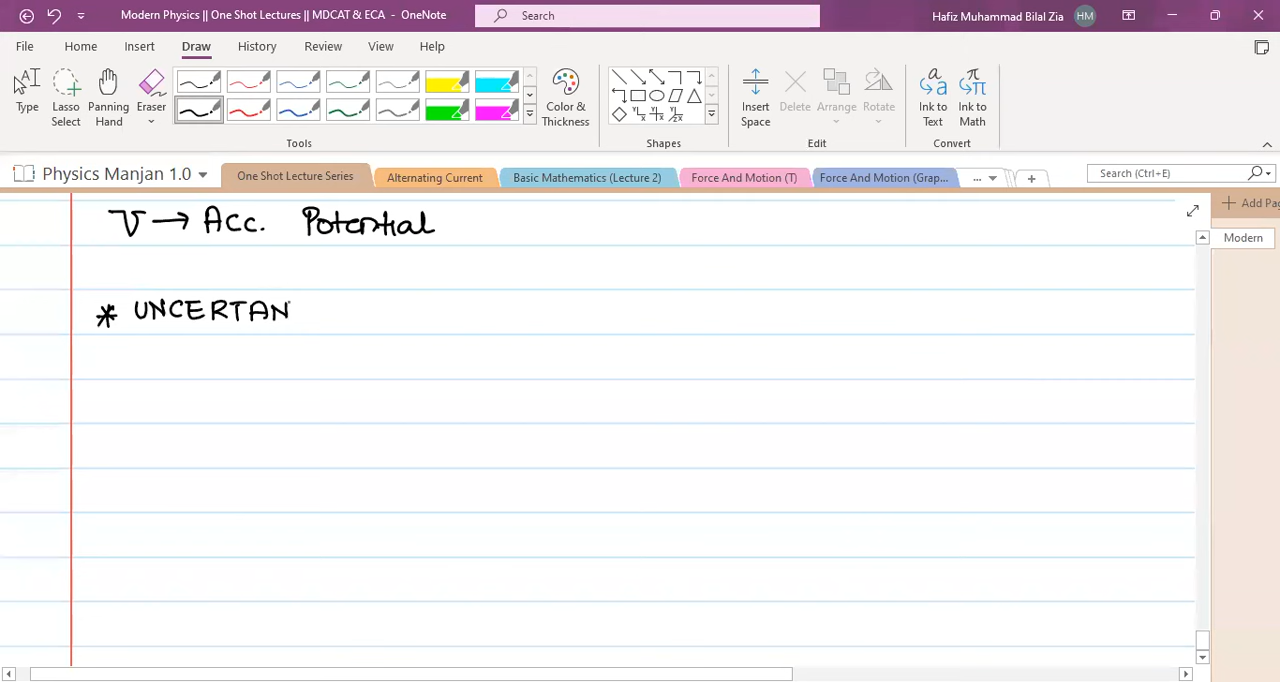 Modern Physics || One Shot Lectures || MDCAT & ECA - OneNote
Search
Hafiz Muhammad Bilal Zia
HM
File Home Insert Draw History Review View Help
Type
Lasso Select
Panning Hand
Eraser
Color & Thickness
Insert Space
Delete
Arrange
Rotate
Ink to Text
Ink to Math
Tools
Shapes
Edit
Convert
Physics Manjan 1.0
One Shot Lecture Series
Alternating Current
Basic Mathematics (Lecture 2)
Force And Motion (T)
Force And Motion (Grap...
...
Search (Ctrl+E)
Add Pag
Modern
V → Acc. Potential
* UNCERTAN